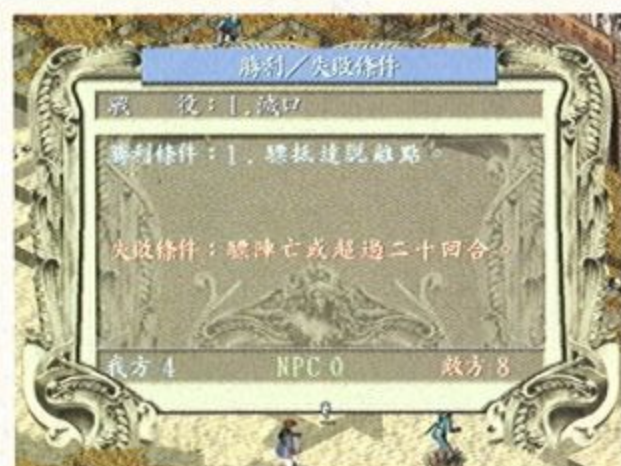 勝利／失敗條件
戰 役：1.滅口
勝利條件：1．驃抵達脫離點。
失敗條件：驃陣亡或超過二十回合。
我方 4 NPC 0 敵方 8